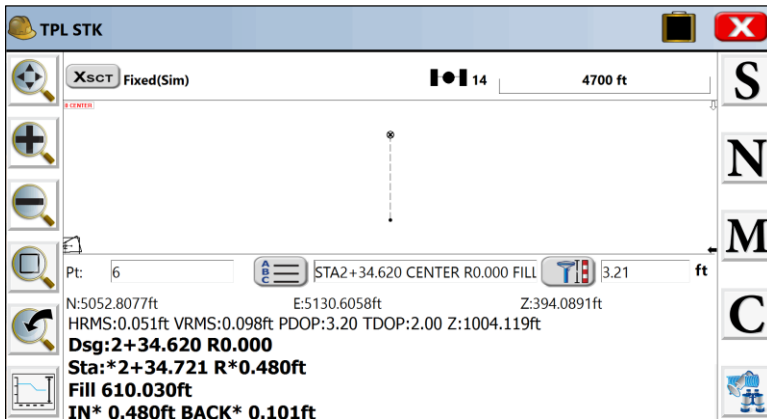 TPL STK
XSCT Fixed(Sim) 14 4700 ft
CENTER
S
N
M
C
Pt: 6 ABC STA2+34.620 CENTER R0.000 FILL 3.21 ft
N:5052.8077ft E:5130.6058ft Z:394.0891ft
HRMS:0.051ft VRMS:0.098ft PDOP:3.20 TDOP:2.00 Z:1004.119ft
Dsg:2+34.620 R0.000
Sta:*2+34.721 R*0.480ft
Fill 610.030ft
IN* 0.480ft BACK* 0.101ft